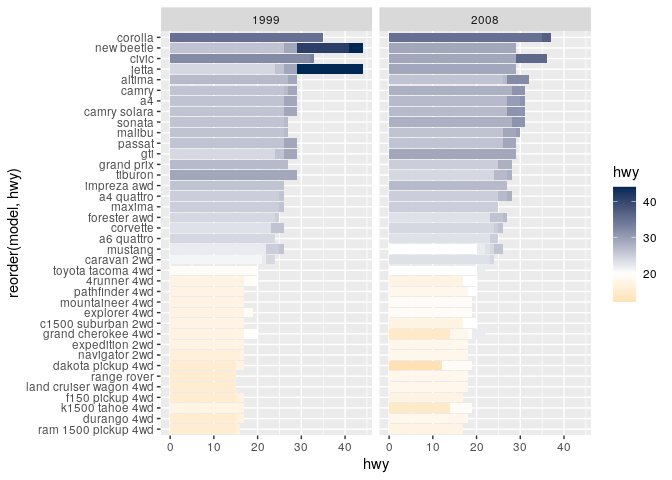 1999
2008
corolla
new beetle
civic
jetta
altima
camry
a4
camry solara
sonata
malibu
passat
gti
grand prix
tiburon
impreza awd
a4 quattro
maxima
forester awd
corvette
a6 quattro
mustang
caravan 2wd
toyota tacoma 4wd
4runner 4wd
pathfinder 4wd
mountaineer 4wd
explorer 4wd
c1500 suburban 2wd
grand cherokee 4wd
expedition 2wd
navigator 2wd
dakota pickup 4wd
range rover
land cruiser wagon 4wd
f150 pickup 4wd
k1500 tahoe 4wd
durango 4wd
ram 1500 pickup 4wd
reorder(model, hwy)
0 10 20 30 40
0 10 20 30 40
hwy
hwy
40
30
20